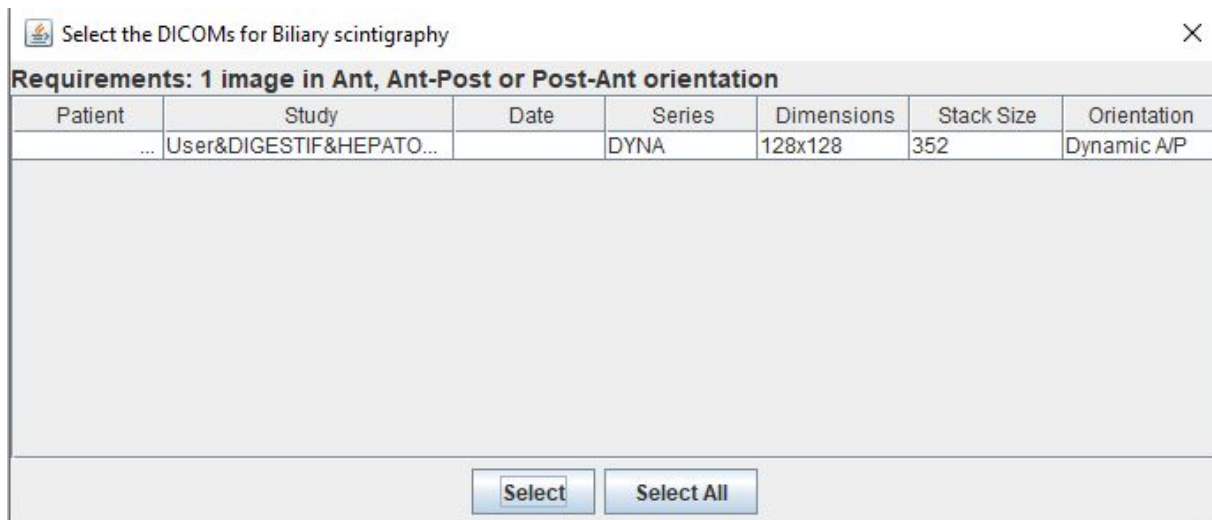 Select the DICOMs for Biliary scintigraphy
Requirements: 1 image in Ant, Ant-Post or Post-Ant orientation
Patient Study Date Series Dimensions Stack Size Orientation
... User&DIGESTIF&HEPATO... DYNA 128x128 352 Dynamic A/P
Select Select All